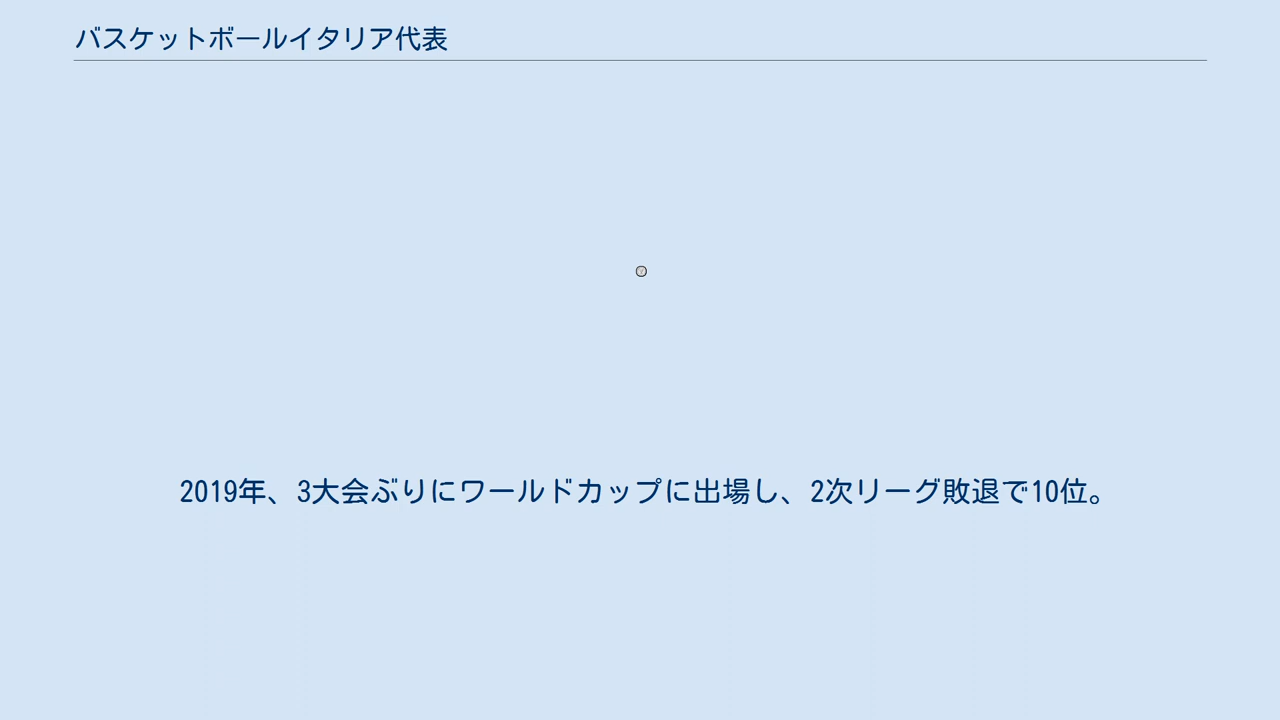 バスケットボールイタリア代表
2019年、3大会ぶりにワールドカップに出場し、2次リーグ敗退で10位。